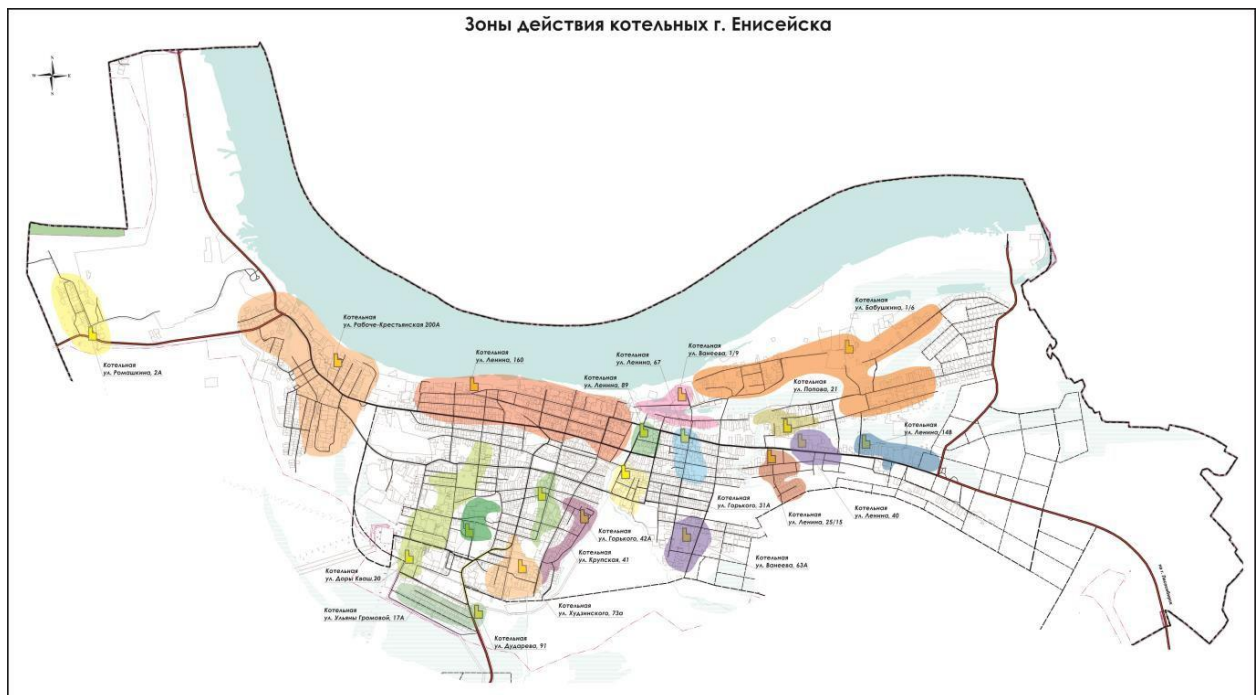 Зоны действия котельных г. Енисейска
Котельная
ул. Бабушкина, 1/6
Котельная
ул. Рабоче-Крестьянская 200А
Котельная
ул. Ванеева, 1/9
Котельная
ул. Ленина, 160
Котельная
ул. Ленина, 67
Котельная
ул. Ромашкина, 2А
Котельная
ул. Ленина, 89
Котельная
ул. Попова, 21
Котельная
ул. Ленина, 14В
Котельная
ул. Горького, 31А
Котельная
ул. Ленина, 25/15
Котельная
ул. Ленина, 40
Котельная
ул. Горького, 42А
Котельная
ул. Крупская, 41
Котельная
ул. Ванеева, 63А
Котельная
ул. Доры Кваш,20
Котельная
ул. Ульяны Громовой, 17А
Котельная
ул. Худзинского, 73а
Котельная
ул. Дударева, 91